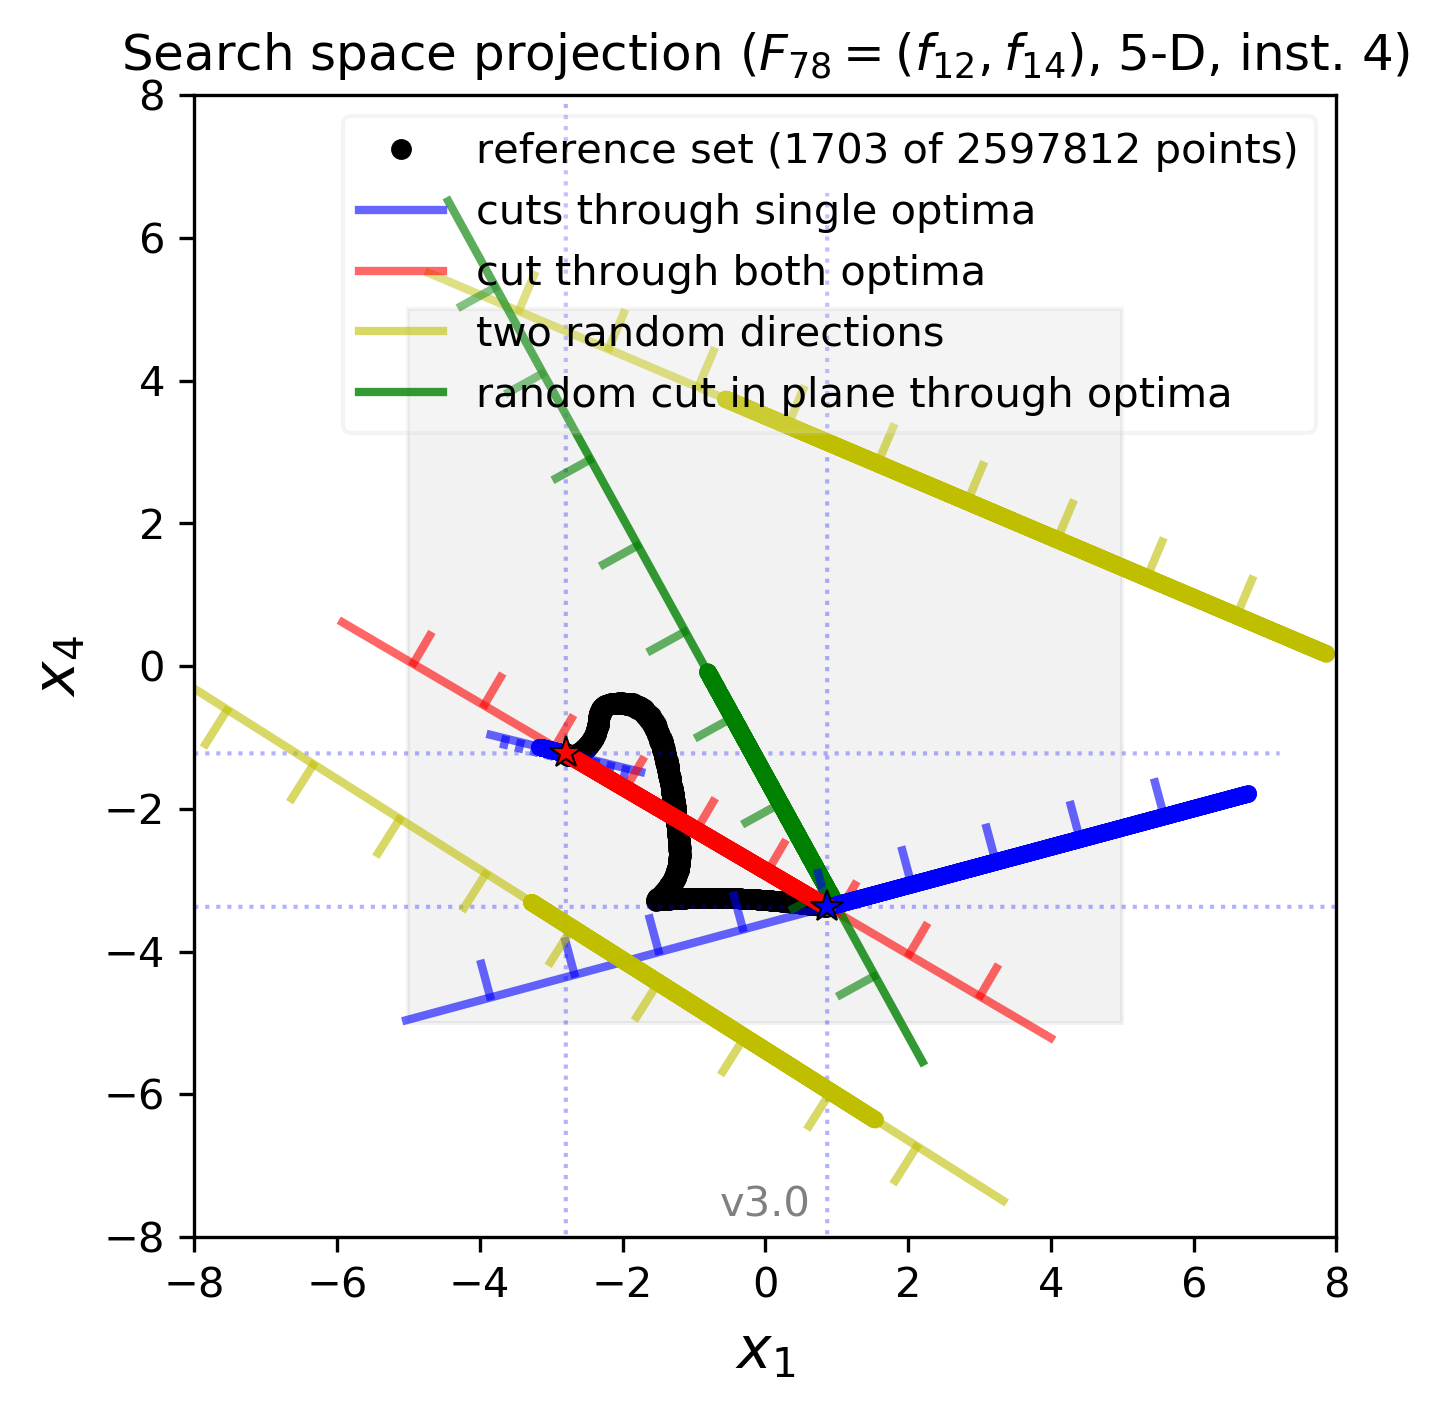 Search space projection (F78 = (f12, f14), 5-D, inst. 4)
reference set (1703 of 2597812 points)
cuts through single optima
cut through both optima
two random directions
random cut in plane through optima
8
6
4
2
0
−2
−4
−6
−8
x4
v3.0
−8 −6 −4 −2 0 2 4 6 8
x1